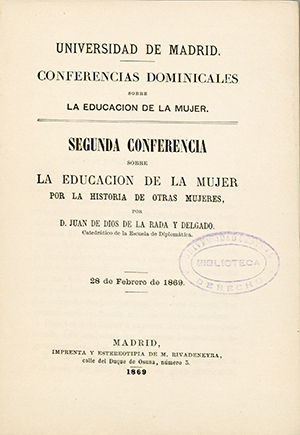 UNIVERSIDAD DE MADRID.
CONFERENCIAS DOMINICALES
SOBRE
LA EDUCACION DE LA MUJER.
SEGUNDA CONFERENCIA
SOBRE
LA EDUCACION DE LA MUJER
POR LA HISTORIA DE OTRAS MUJERES,
POR
D. JUAN DE DIOS DE LA RADA Y DELGADO.
Catedrático de la Escuela de Diplomática.
BIBLIOTECA
DERECHO
28 de Febrero de 1869.
MADRID,
IMPRENTA Y ESTEREOTIPIA DE M. RIVADENEYRA,
calle del Duque de Osuna, número 3.
1869